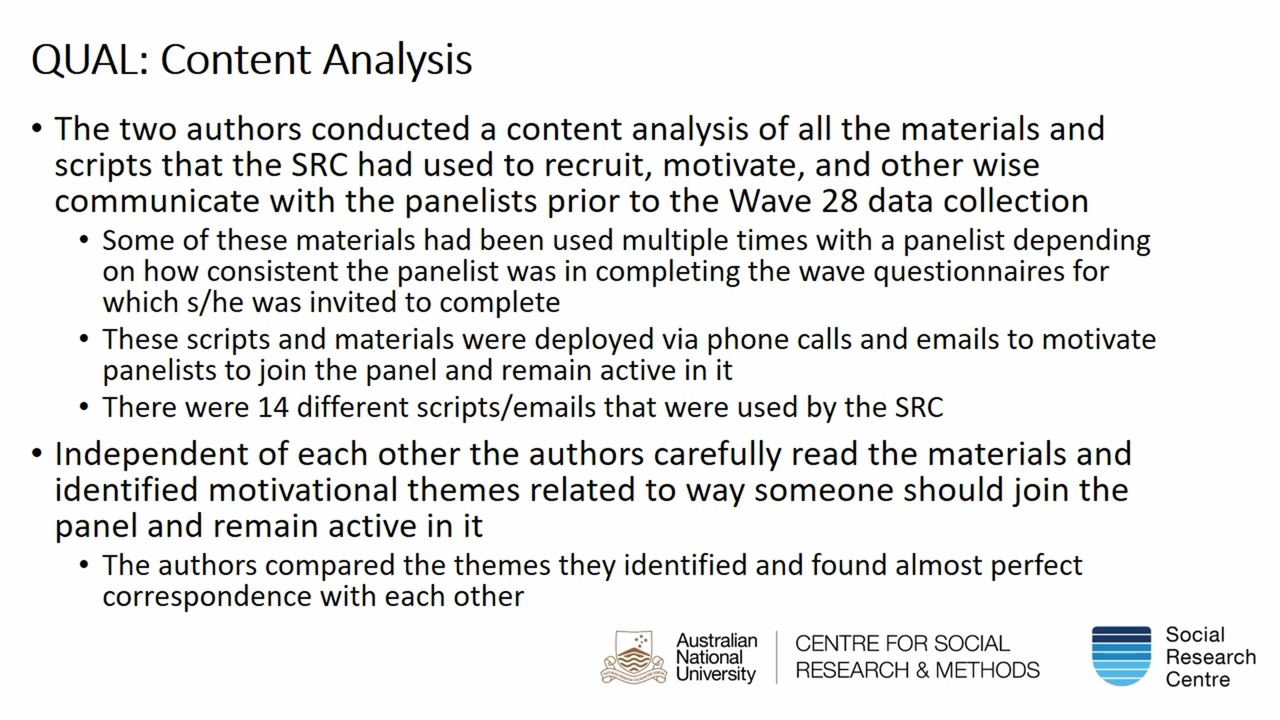 QUAL: Content Analysis
• The two authors conducted a content analysis of all the materials and
scripts that the SRC had used to recruit, motivate, and other wise
communicate with the panelists prior to the Wave 28 data collection
• Some of these materials had been used multiple times with a panelist depending
on how consistent the panelist was in completing the wave questionnaires for
which s/he was invited to complete
• These scripts and materials were deployed via phone calls and emails to motivate
panelists to join the panel and remain active in it
• There were 14 different scripts/emails that were used by the SRC
• Independent of each other the authors carefully read the materials and
identified motivational themes related to way someone should join the
panel and remain active in it
• The authors compared the themes they identified and found almost perfect
correspondence with each other
Australian
National
University
CENTRE FOR SOCIAL
RESEARCH & METHODS
Social
Research
Centre